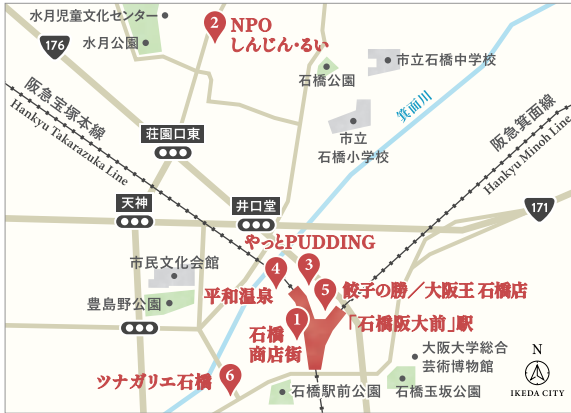 水月児童文化センター
水月公園
2
NPO
しんじん・るい
176
石橋公園
市立石橋中学校
箕面川
市立
石橋小学校
阪急宝塚本線
Hankyu Takarazuka Line
阪急箕面線
Hankyu Minoh Line
荘園口東
天神
井口堂
171
やっとPUDDING
市民文化会館
4
3
平和温泉
5
餃子の勝／大阪王 石橋店
豊島野公園
1
石橋
商店街
「石橋阪大前」駅
大阪大学総合
芸術博物館
ツナガリエ石橋
6
石橋駅前公園
石橋玉坂公園
N
IKEDA CITY